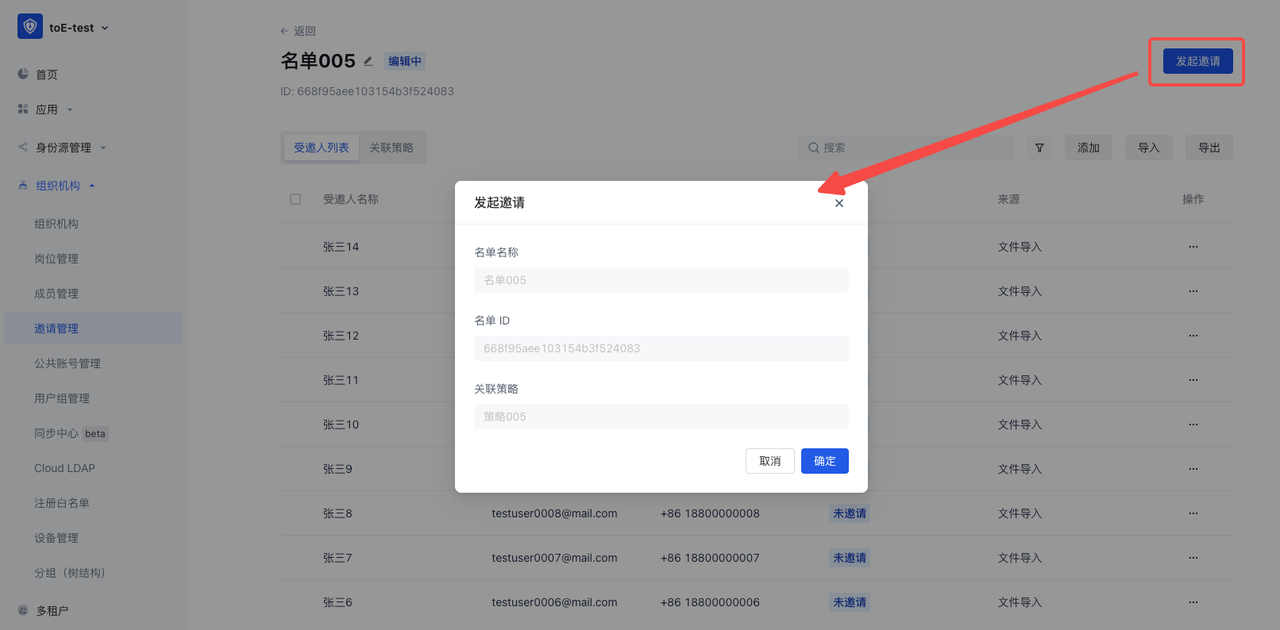 toE-test
首页
应用
身份源管理
组织机构
组织机构
岗位管理
成员管理
邀请管理
公共账号管理
用户组管理
同步中心 beta
Cloud LDAP
注册白名单
设备管理
分组（树结构）
多租户
← 返回
名单005 编辑中
ID: 668f95aee103154b3f524083
发起邀请
受邀人列表 关联策略
搜索
添加 导入 导出
受邀人名称 来源 操作
张三14 文件导入 ···
张三13 文件导入 ···
张三12 文件导入 ···
张三11 文件导入 ···
张三10 文件导入 ···
张三9 文件导入 ···
张三8 testuser0008@mail.com +86 18800000008 未邀请 文件导入 ···
张三7 testuser0007@mail.com +86 18800000007 未邀请 文件导入 ···
张三6 testuser0006@mail.com +86 18800000006 未邀请 文件导入 ···
发起邀请
名单名称
名单005
名单 ID
668f95aee103154b3f524083
关联策略
策略005
取消 确定